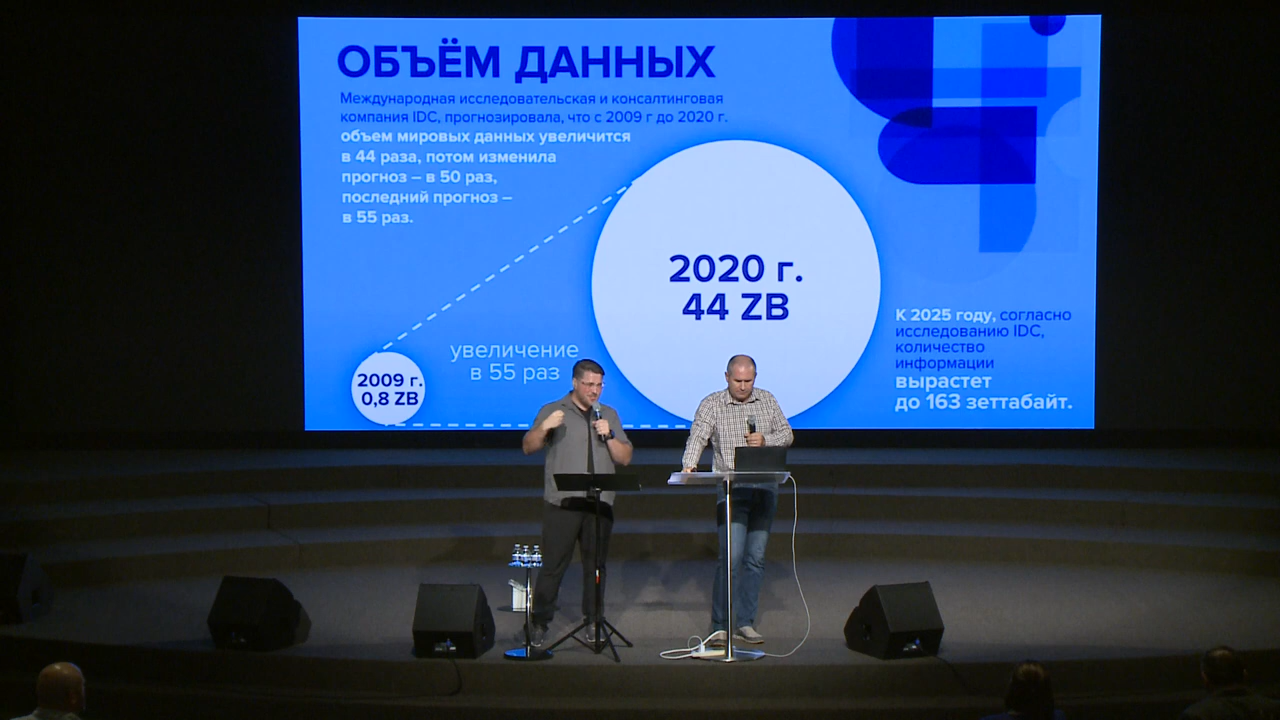 ОБЪЁМ ДАННЫХ
Международная исследовательская и консалтинговая
компания IDC, прогнозировала, что с 2009 г до 2020 г.
объем мировых данных увеличится
в 44 раза, потом изменила
прогноз – в 50 раз,
последний прогноз –
в 55 раз.
2020 г.
44 ZB
увеличение
в 55 раз
2009 г.
0,8 ZB
К 2025 году, согласно
исследованию IDC,
количество
информации
вырастет
до 163 зеттабайт.